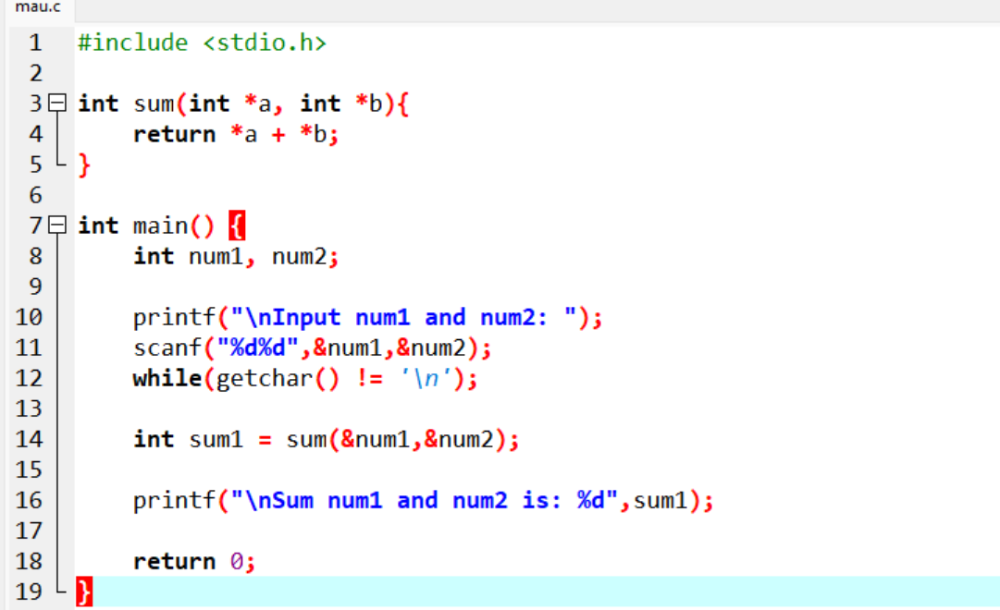 mau.c
1 #include <stdio.h>
2
3 int sum(int *a, int *b){
4     return *a + *b;
5 }
6
7 int main() {
8     int num1, num2;
9
10     printf("\nInput num1 and num2: ");
11     scanf("%d%d",&num1,&num2);
12     while(getchar() != '\n');
13
14     int sum1 = sum(&num1,&num2);
15
16     printf("\nSum num1 and num2 is: %d",sum1);
17
18     return 0;
19 }